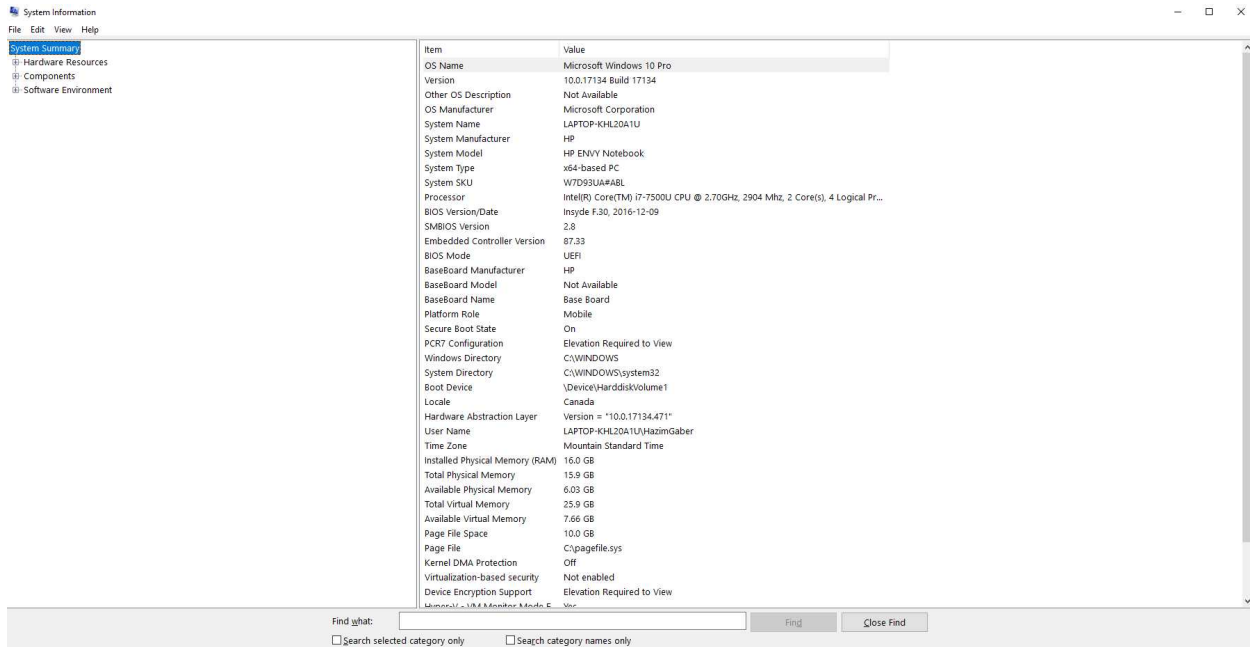 System Information
File Edit View Help
System Summary
Hardware Resources
Components
Software Environment
Item Value
OS Name Microsoft Windows 10 Pro
Version 10.0.17134 Build 17134
Other OS Description Not Available
OS Manufacturer Microsoft Corporation
System Name LAPTOP-KHL20A1U
System Manufacturer HP
System Model HP ENVY Notebook
System Type x64-based PC
System SKU W7D93UA#ABL
Processor Intel(R) Core(TM) i7-7500U CPU @ 2.70GHz, 2904 Mhz, 2 Core(s), 4 Logical Pr...
BIOS Version/Date Insyde F.30, 2016-12-09
SMBIOS Version 2.8
Embedded Controller Version 87.33
BIOS Mode UEFI
BaseBoard Manufacturer HP
BaseBoard Model Not Available
BaseBoard Name Base Board
Platform Role Mobile
Secure Boot State On
PCR7 Configuration Elevation Required to View
Windows Directory C:\WINDOWS
System Directory C:\WINDOWS\system32
Boot Device \Device\HarddiskVolume1
Locale Canada
Hardware Abstraction Layer Version = "10.0.17134.471"
User Name LAPTOP-KHL20A1U\HazimGaber
Time Zone Mountain Standard Time
Installed Physical Memory (RAM) 16.0 GB
Total Physical Memory 15.9 GB
Available Physical Memory 6.03 GB
Total Virtual Memory 25.9 GB
Available Virtual Memory 7.66 GB
Page File Space 10.0 GB
Page File C:\pagefile.sys
Kernel DMA Protection Off
Virtualization-based security Not enabled
Device Encryption Support Elevation Required to View
Hyper-V - VM Monitor Mode E... Yes
Find what: Find Close Find
Search selected category only Search category names only